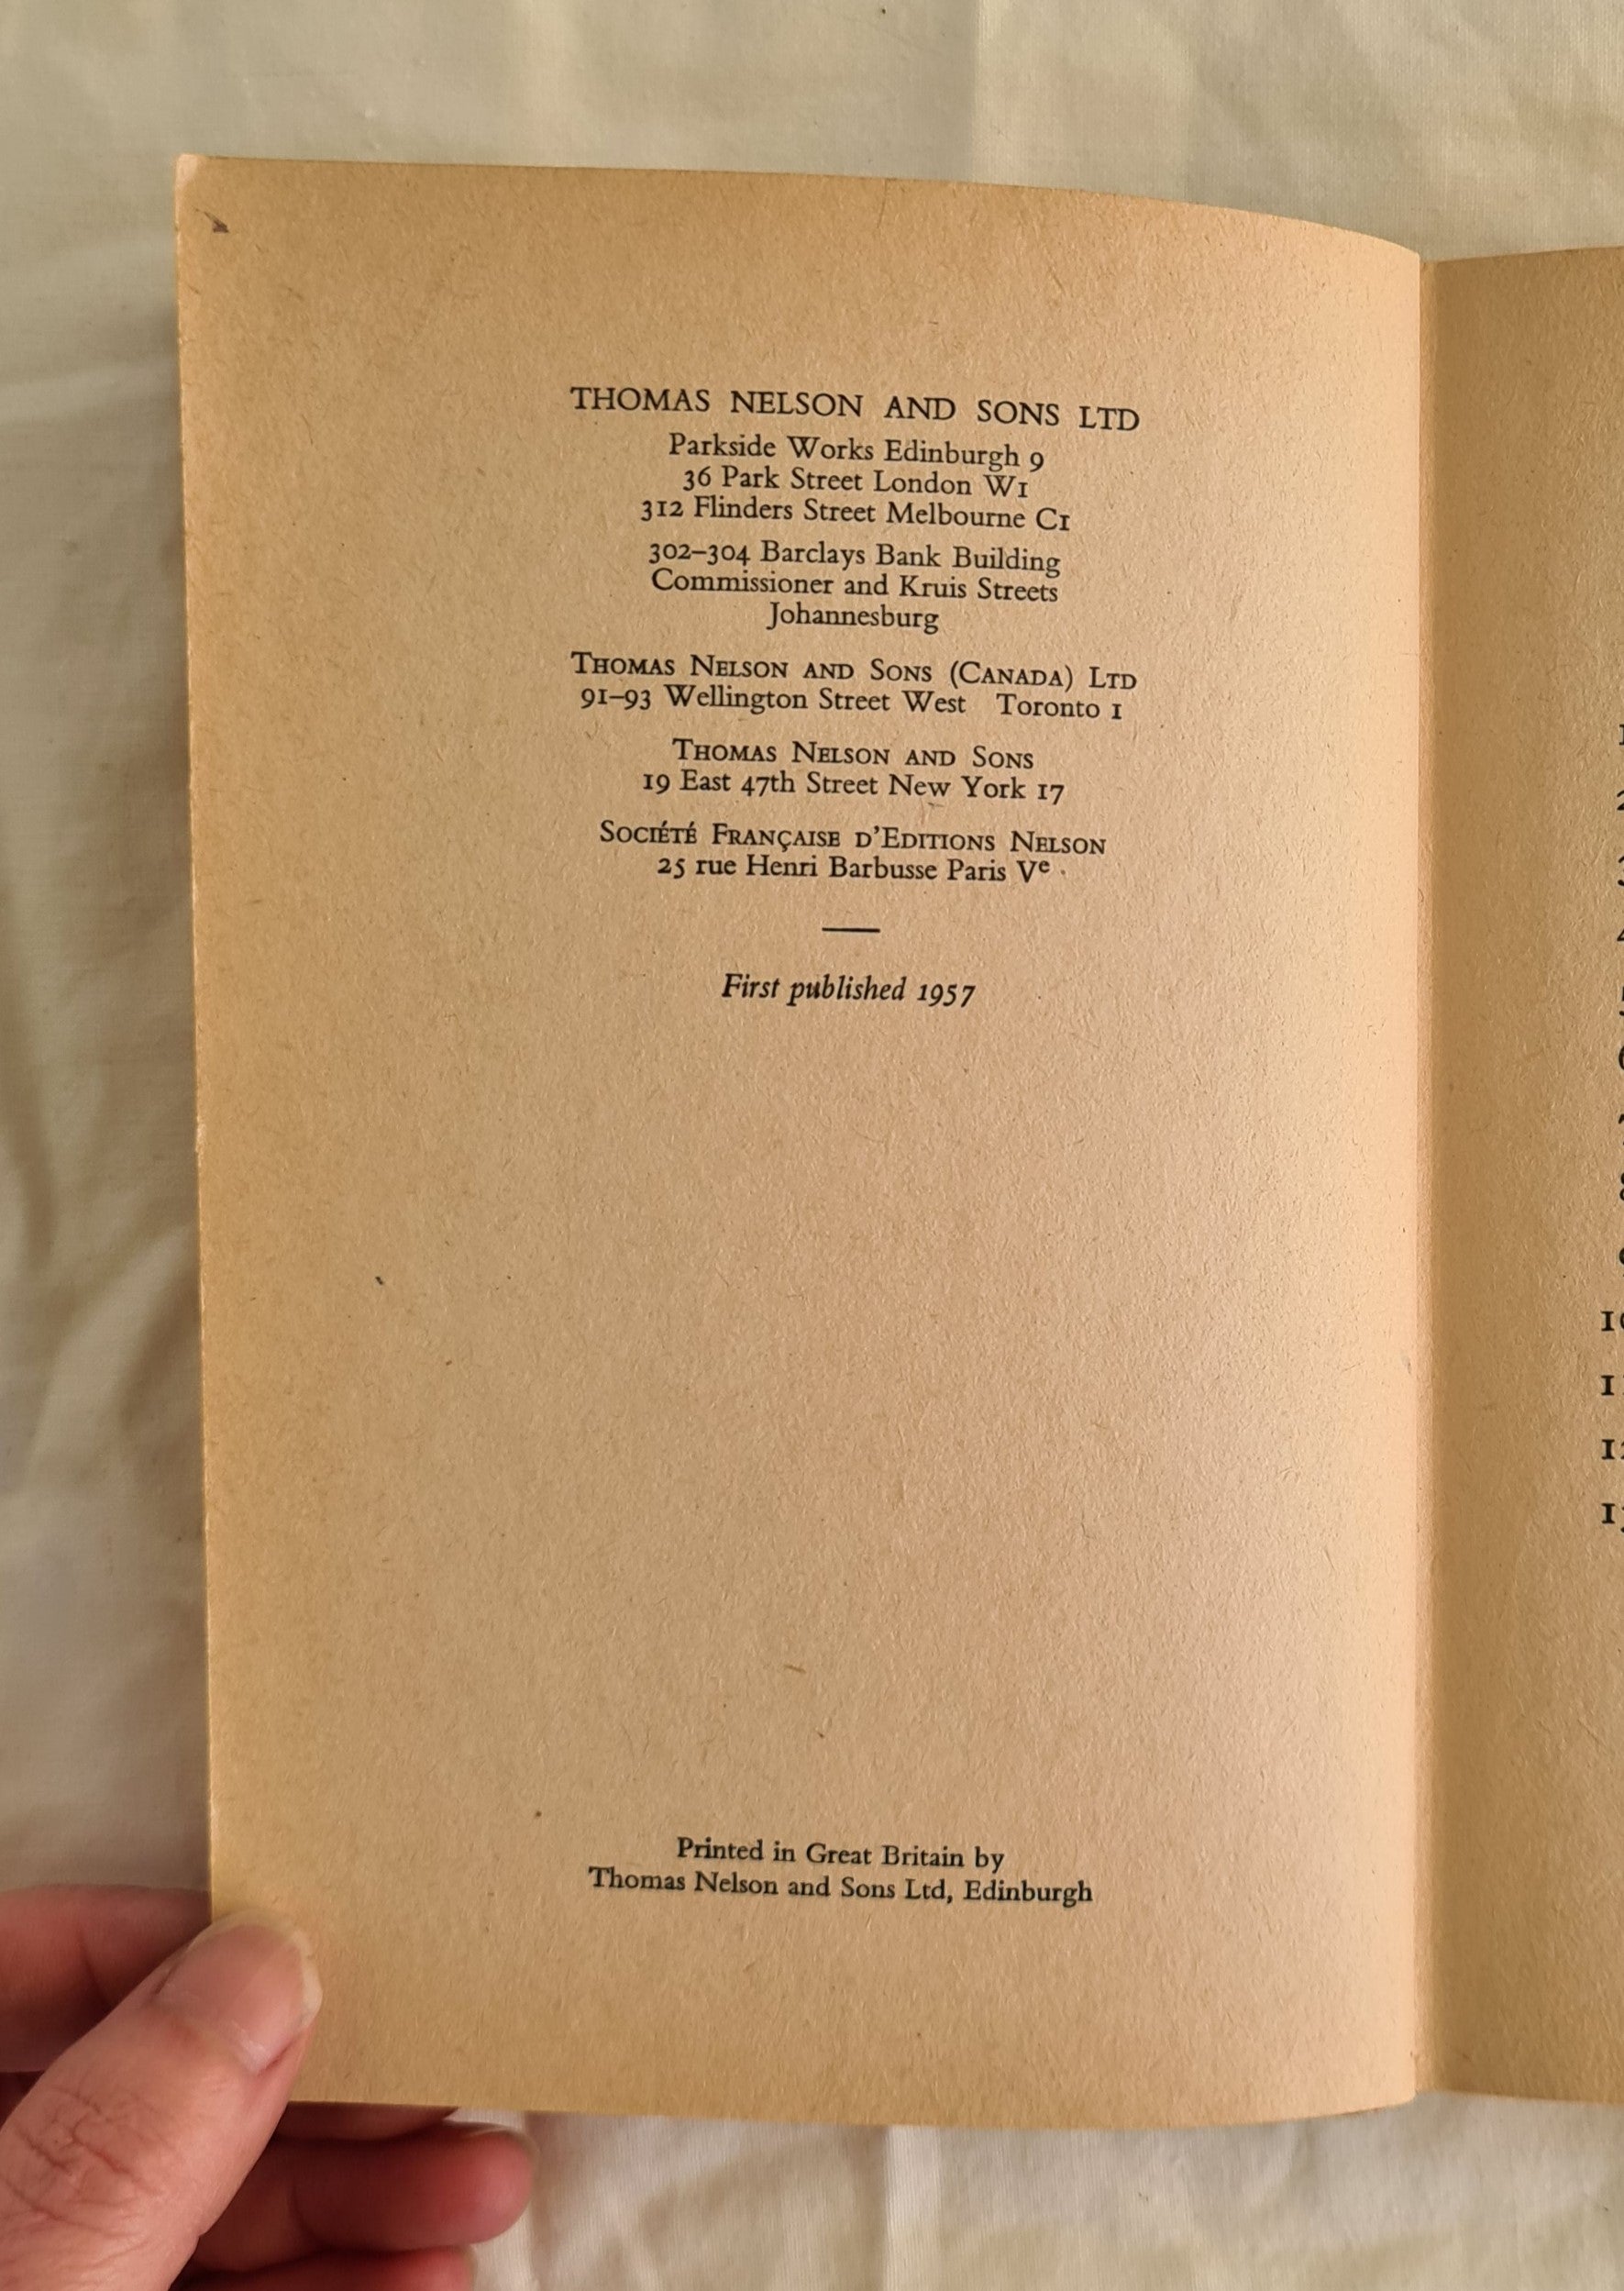 THOMAS NELSON AND SONS LTD
Parkside Works Edinburgh 9
36 Park Street London W1
312 Flinders Street Melbourne C1
302–304 Barclays Bank Building
Commissioner and Kruis Streets
Johannesburg
THOMAS NELSON AND SONS (CANADA) LTD
91–93 Wellington Street West Toronto 1
THOMAS NELSON AND SONS
19 East 47th Street New York 17
SOCIÉTÉ FRANÇAISE D'EDITIONS NELSON
25 rue Henri Barbusse Paris Ve
First published 1957
Printed in Great Britain by
Thomas Nelson and Sons Ltd, Edinburgh